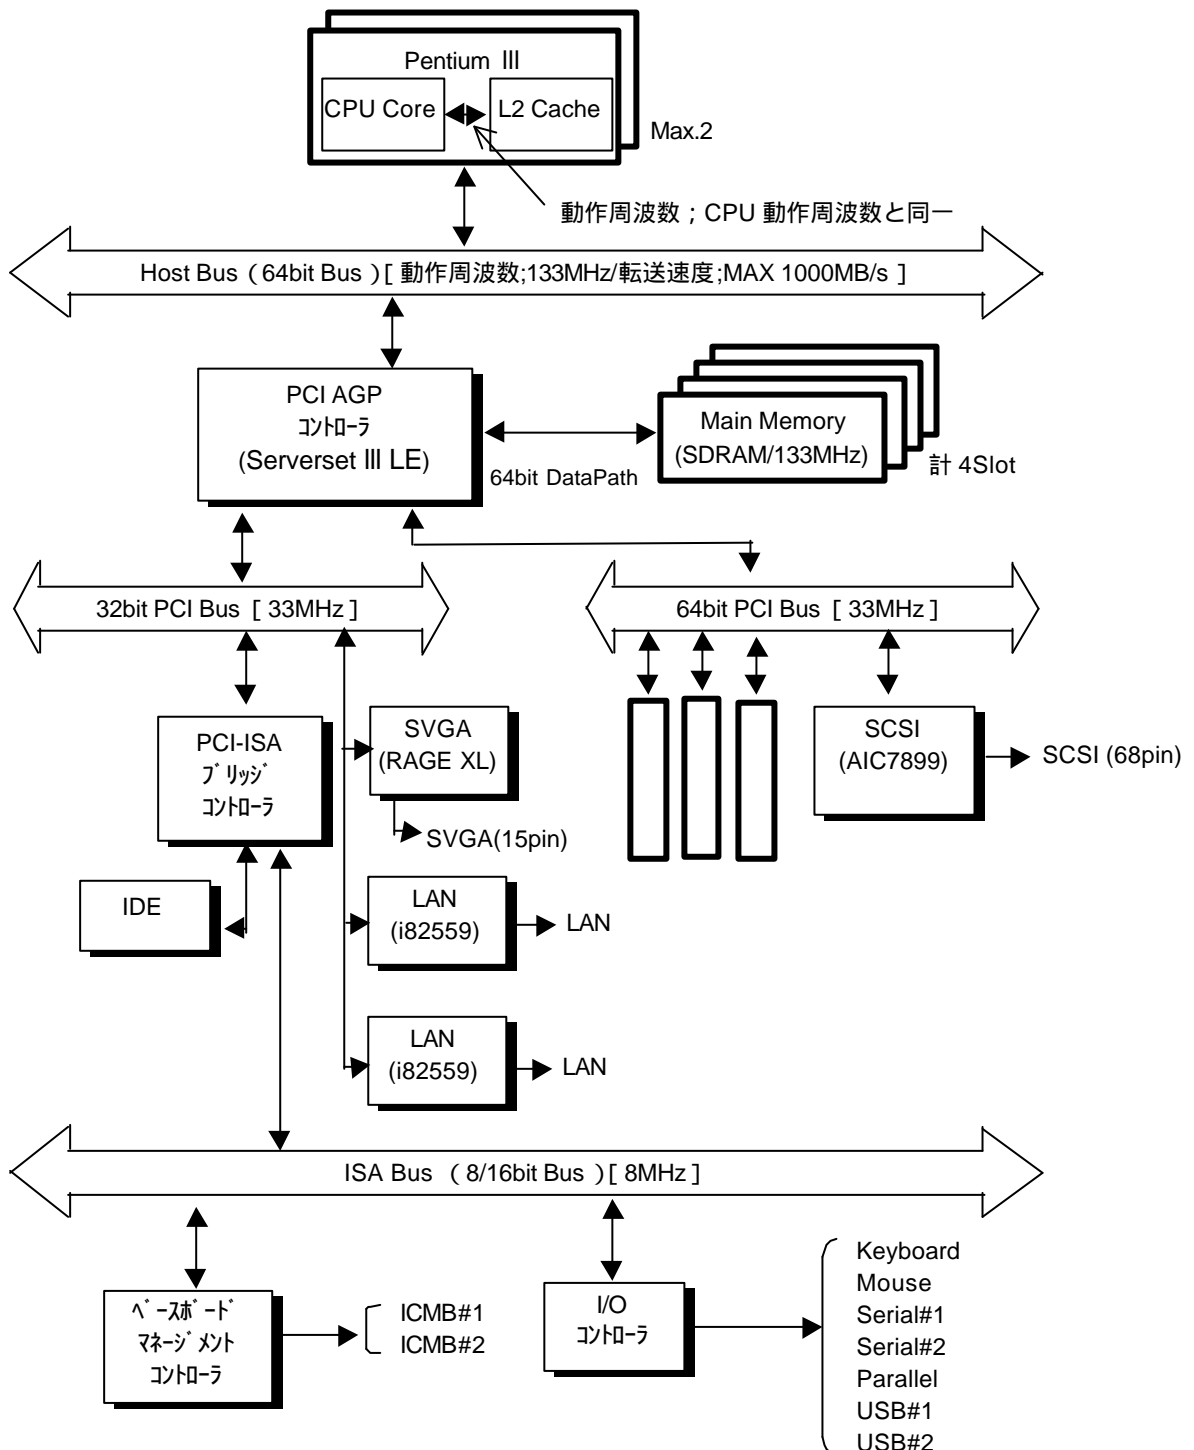 Pentium Ⅲ
CPU Core
L2 Cache
Max.2
動作周波数；CPU 動作周波数と同一
Host Bus（64bit Bus）[ 動作周波数;133MHz/転送速度;MAX 1000MB/s ]
PCI AGP
ｺﾝﾄﾛｰﾗ
(Serverset Ⅲ LE)
64bit DataPath
Main Memory
(SDRAM/133MHz)
計 4Slot
32bit PCI Bus [ 33MHz ]
64bit PCI Bus [ 33MHz ]
PCI-ISA
ﾌﾞﾘｯｼﾞ
ｺﾝﾄﾛｰﾗ
SVGA
(RAGE XL)
SVGA(15pin)
SCSI
(AIC7899)
SCSI (68pin)
IDE
LAN
(i82559)
LAN
LAN
(i82559)
LAN
ISA Bus （8/16bit Bus）[ 8MHz ]
ﾍﾞｰｽﾎﾞｰﾄﾞ
ﾏﾈｰｼﾞﾒﾝﾄ
ｺﾝﾄﾛｰﾗ
ICMB#1
ICMB#2
I/O
ｺﾝﾄﾛｰﾗ
Keyboard
Mouse
Serial#1
Serial#2
Parallel
USB#1
USB#2